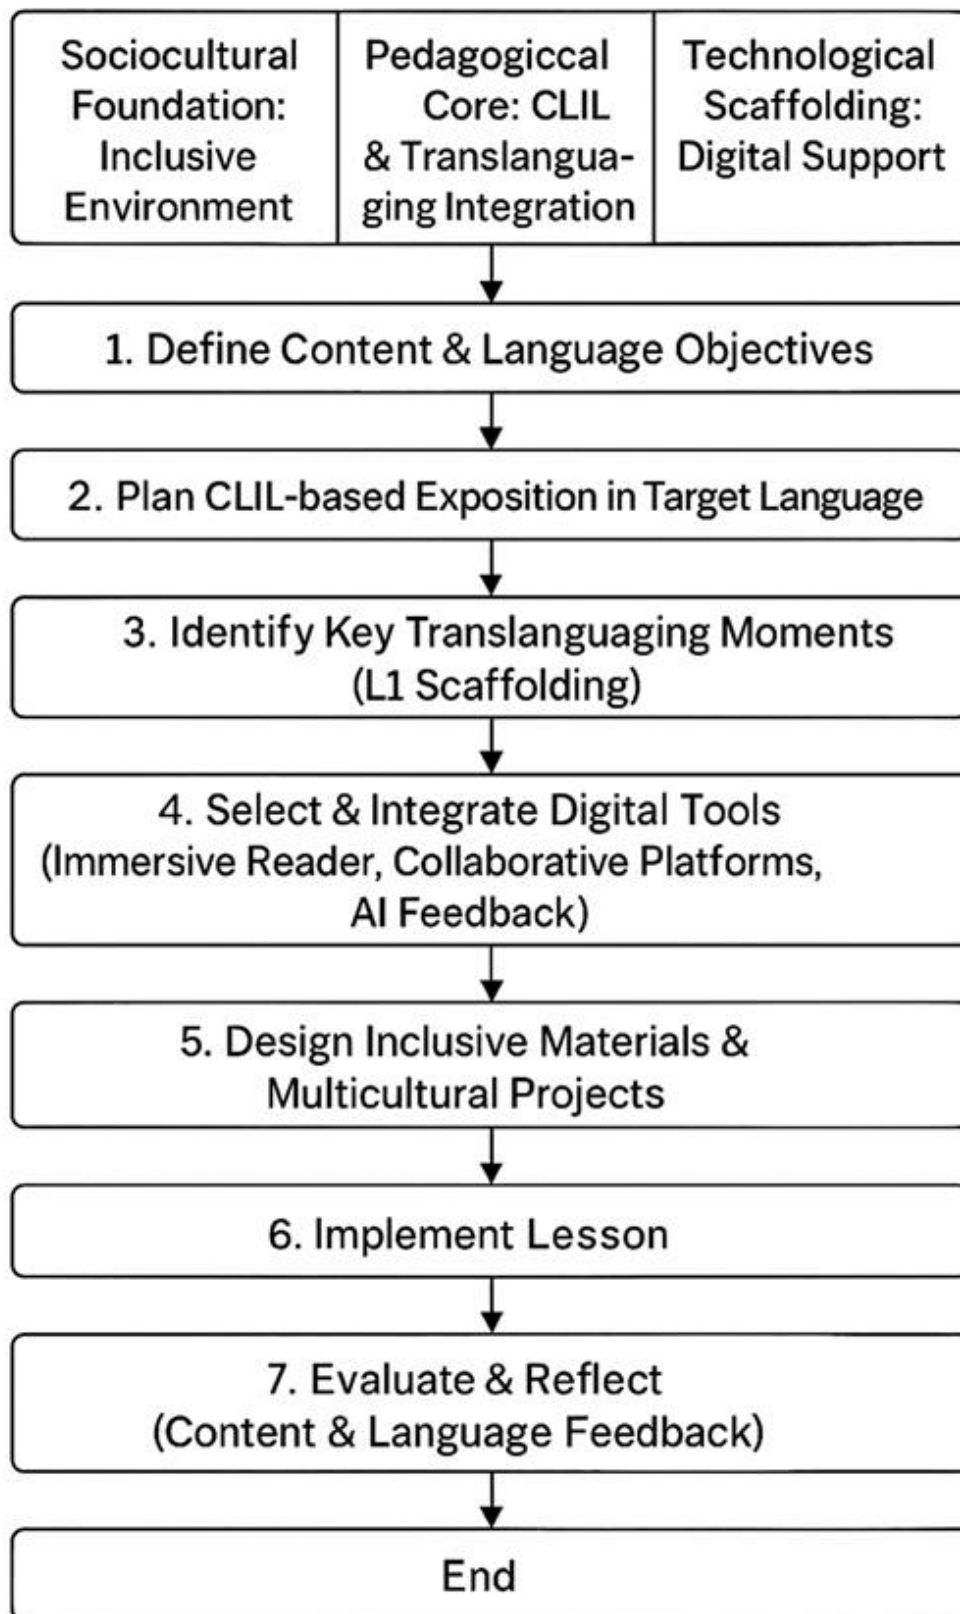 Sociocultural
Foundation:
Inclusive
Environment
Pedagogiccal
Core: CLIL
& Translangua-
ging Integration
Technological
Scaffolding:
Digital Support
1. Define Content & Language Objectives
2. Plan CLIL-based Exposition in Target Language
3. Identify Key Translanguaging Moments
(L1 Scaffolding)
4. Select & Integrate Digital Tools
(Immersive Reader, Collaborative Platforms,
AI Feedback)
5. Design Inclusive Materials &
Multicultural Projects
6. Implement Lesson
7. Evaluate & Reflect
(Content & Language Feedback)
End